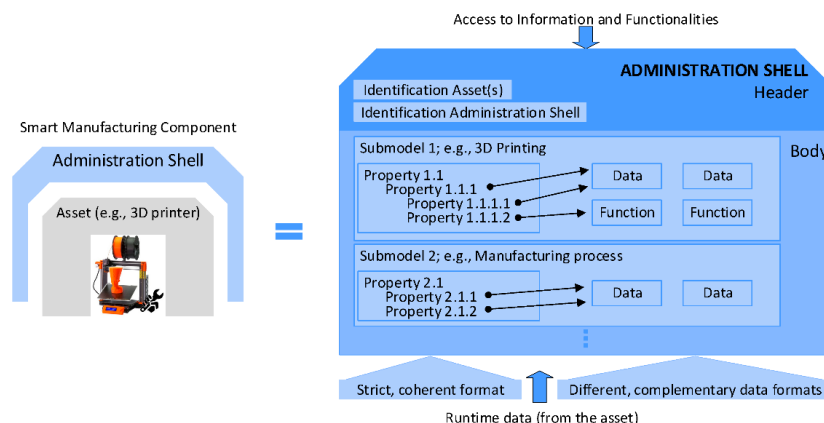 Access to Information and Functionalities
ADMINISTRATION SHELL
Header
Identification Asset(s)
Identification Administration Shell
Smart Manufacturing Component
Administration Shell
Asset (e.g., 3D printer)
Submodel 1; e.g., 3D Printing
Body
Property 1.1
Property 1.1.1
Property 1.1.1.1
Property 1.1.1.2
Data
Data
Function
Function
Submodel 2; e.g., Manufacturing process
Property 2.1
Property 2.1.1
Property 2.1.2
Data
Data
Strict, coherent format
Different, complementary data formats
Runtime data (from the asset)